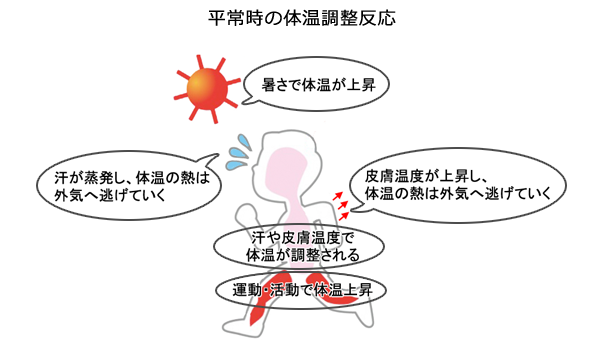 平常時の体温調整反応
暑さで体温が上昇
汗が蒸発し、体温の熱は
外気へ逃げていく
皮膚温度が上昇し、
体温の熱は外気へ逃げていく
汗や皮膚温度で
体温が調整される
運動・活動で体温上昇